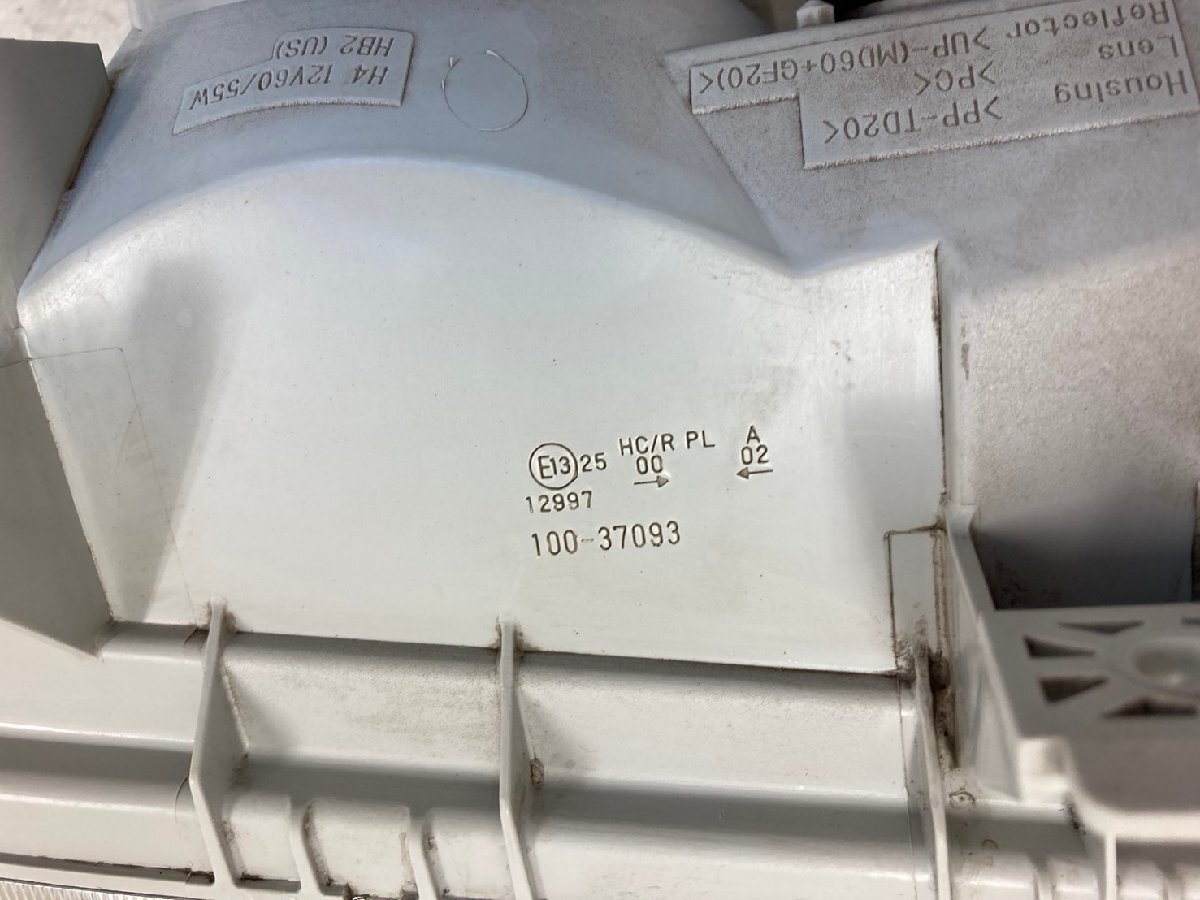 H4 12V60/55W
HB2 (US)
Housing >PP-TD20<
Lens >PC<
Reflector >UP-(MD60+GF20)<
E13 25 HC/R PL A
00 02
→ ←
12997
100-37093